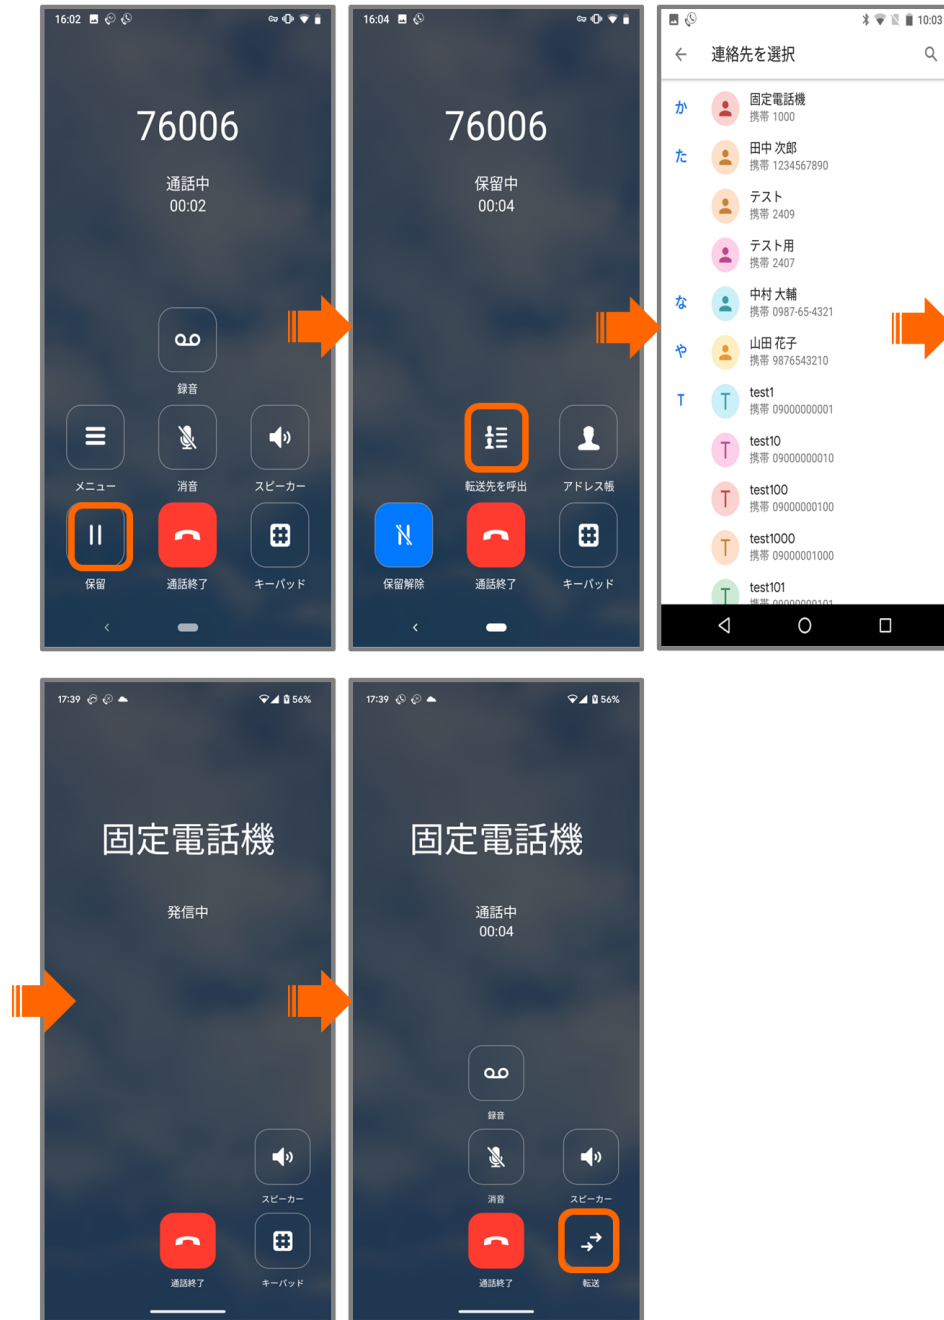 16:02
76006
通話中
00:02
録音
メニュー
消音
スピーカー
保留
通話終了
キーパッド
16:04
76006
保留中
00:04
転送先を呼出
アドレス帳
保留解除
通話終了
キーパッド
10:03
連絡先を選択
か
固定電話機
携帯 1000
た
田中 次郎
携帯 1234567890
テスト
携帯 2409
テスト用
携帯 2407
な
中村 大輔
携帯 0987-65-4321
や
山田 花子
携帯 9876543210
T
T
test1
携帯 09000000001
T
test10
携帯 09000000010
T
test100
携帯 09000000100
T
test1000
携帯 09000001000
T
test101
携帯 09000000101
17:39
56%
固定電話機
発信中
スピーカー
通話終了
キーパッド
17:39
56%
固定電話機
通話中
00:04
録音
消音
スピーカー
通話終了
転送